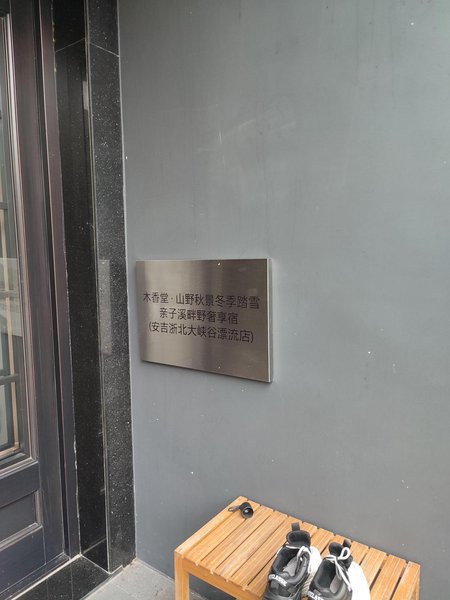 木香堂·山野秋景冬季踏雪
亲子溪畔野奢享宿
(安吉浙北大峡谷漂流店)